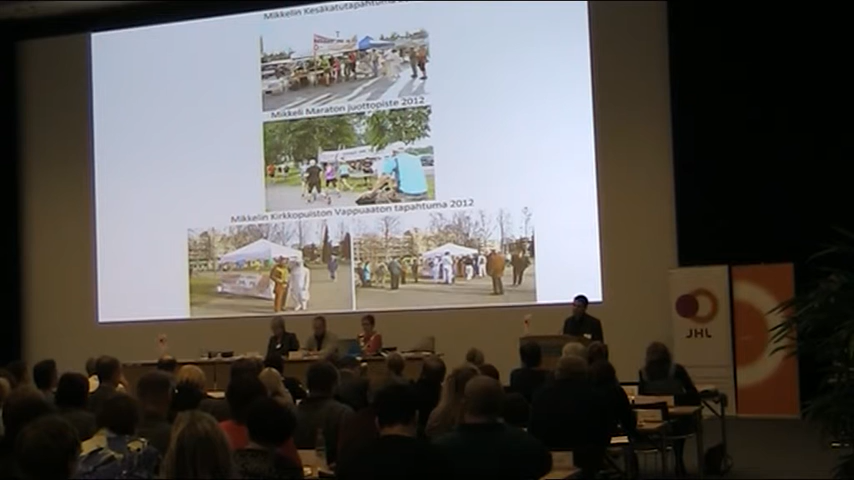 Mikkelin Kesäkatutapahtuma
Mikkeli Maraton juottopiste 2012
Mikkelin Kirkkopuiston Vappuaaton tapahtuma 2012
JHL